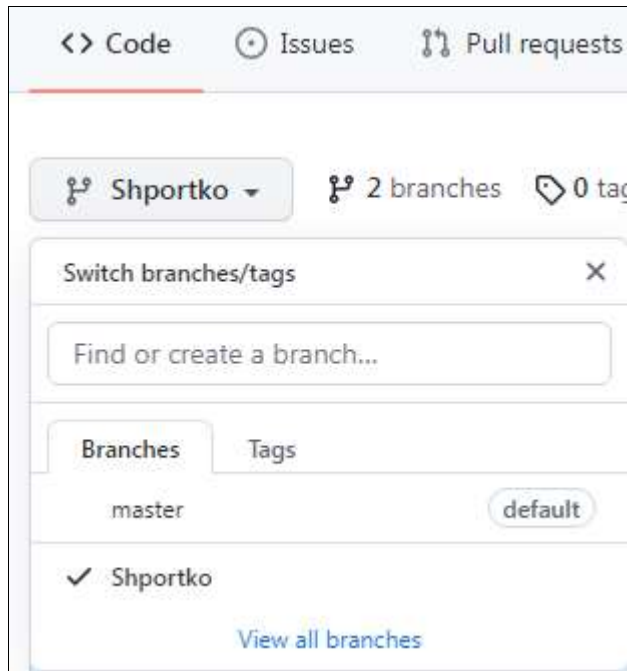 Code Issues Pull requests
Shportko 2 branches 0
Switch branches/tags
Find or create a branch...
Branches Tags
master default
Shportko
View all branches